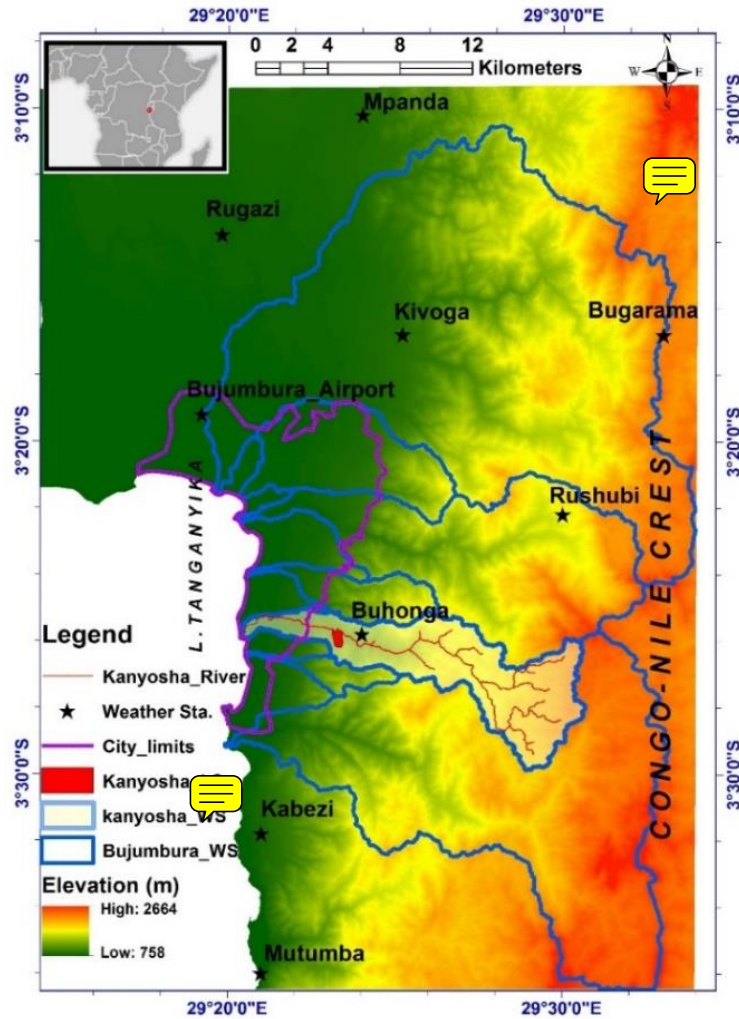 29°20'0"E 29°30'0"E
0 2 4 8 12
Kilometers
N
W E
S
3°10'0"S 3°10'0"S
Mpanda
Rugazi
Kivoga
Bugarama
Bujumbura_Airport
3°20'0"S 3°20'0"S
L.TANGANYIKA
Rushubi
CONGO-NILE CREST
Buhonga
Legend
Kanyosha_River
Weather Sta.
City_limits
Kanyosha
kanyosha_WS
Bujumbura_WS
3°30'0"S 3°30'0"S
Kabezi
Elevation (m)
High: 2664
Low: 758
Mutumba
29°20'0"E 29°30'0"E